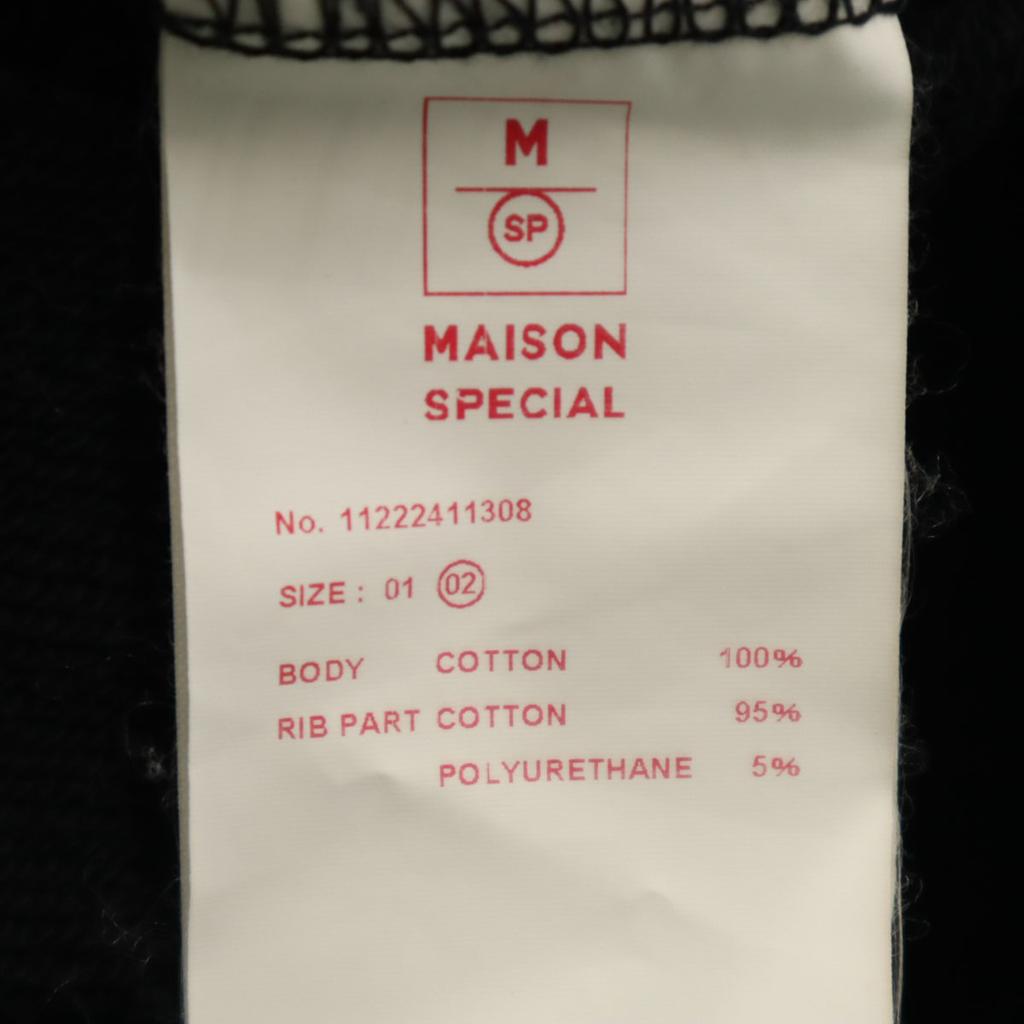 M
SP
MAISON
SPECIAL
No. 11222411308
SIZE : 01 02
BODY COTTON 100%
RIB PART COTTON 95%
POLYURETHANE 5%